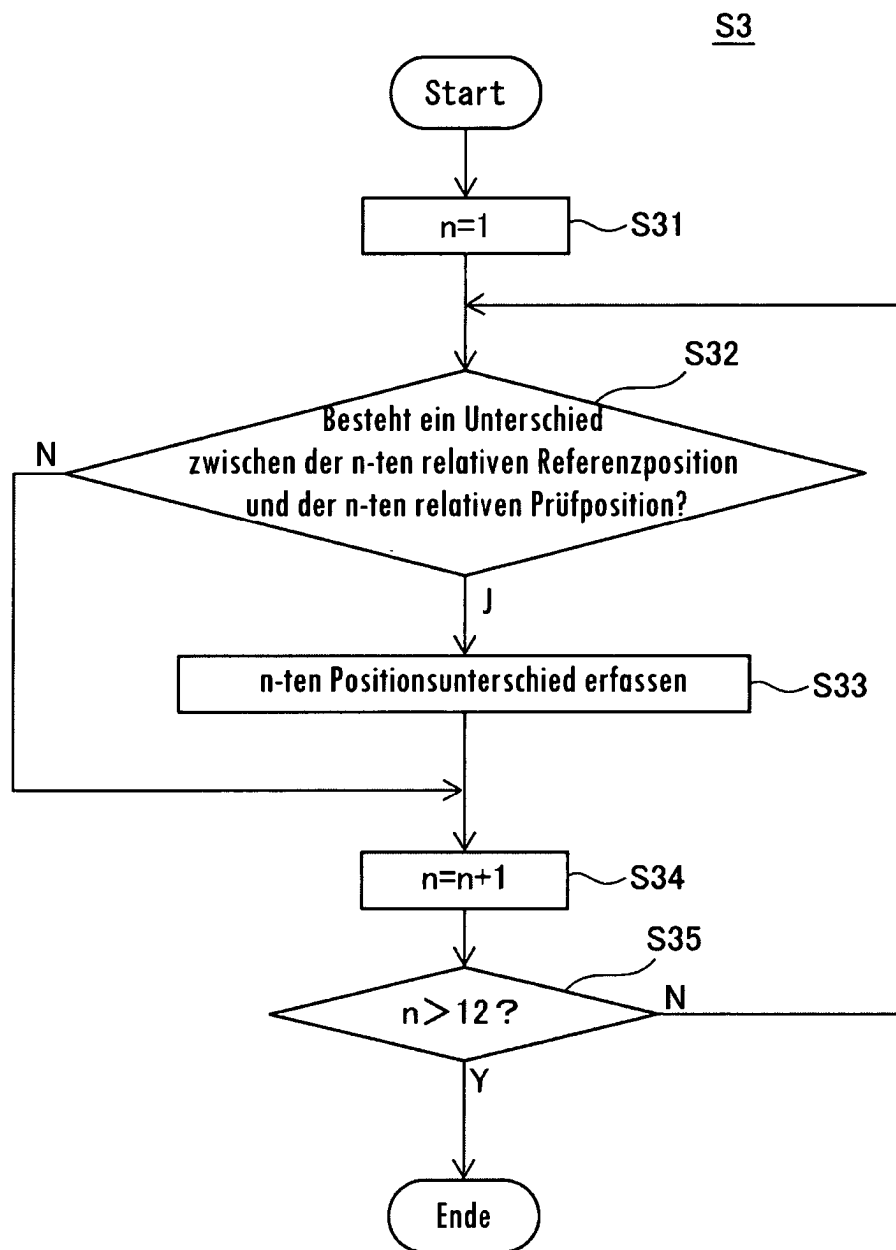 S3
Start
n=1
S31
S32
Besteht ein Unterschied
zwischen der n-ten relativen Referenzposition
und der n-ten relativen Prüfposition?
N
J
n-ten Positionsunterschied erfassen
S33
n=n+1
S34
S35
n>12?
N
Y
Ende